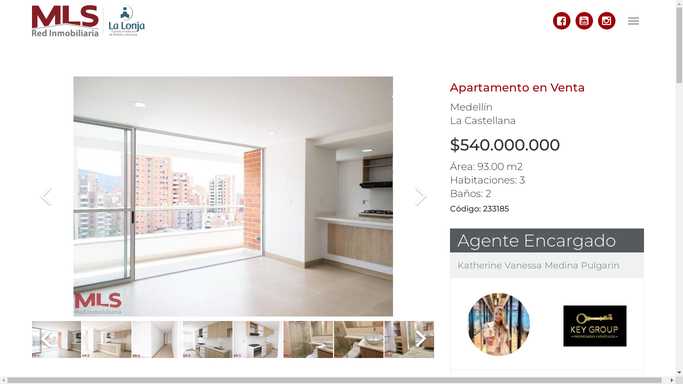 MLS
Red Inmobiliaria
La Lonja
Apartamento en Venta
Medellín
La Castellana
$540.000.000
Área: 93.00 m2
Habitaciones: 3
Baños: 2
Código: 233185
Agente Encargado
Katherine Vanessa Medina Pulgarin
MLS
Red Inmobiliaria
KEY GROUP